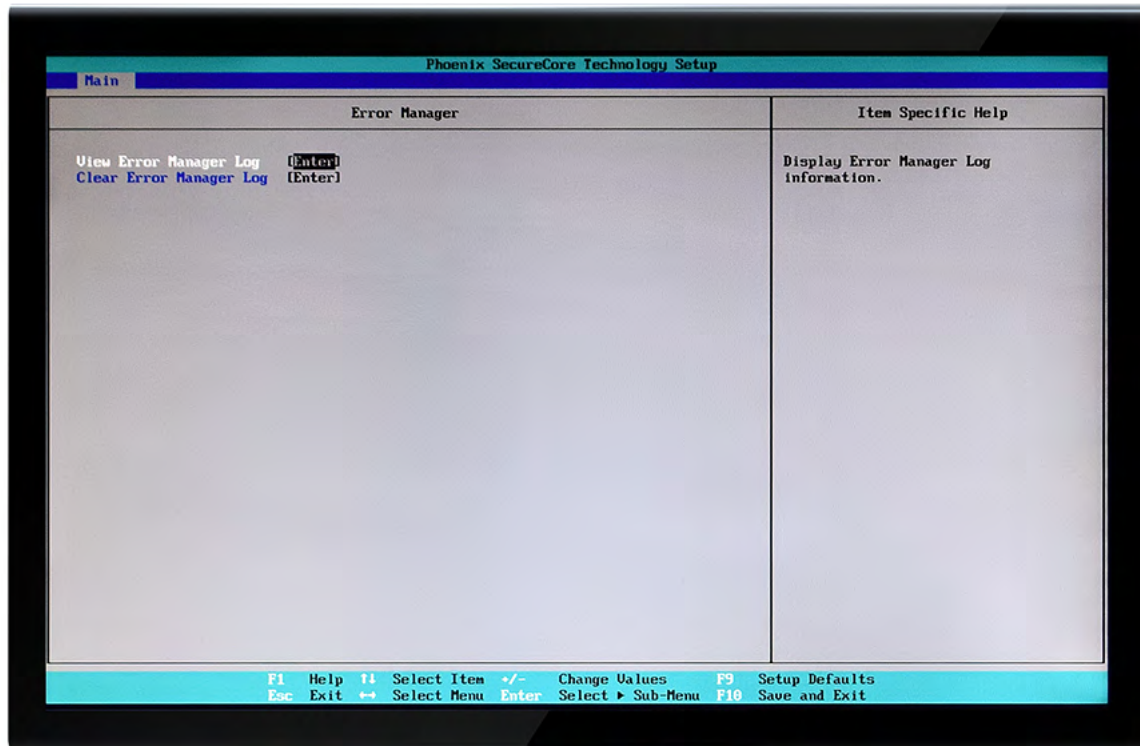 Phoenix SecureCore Technology Setup
Main
Error Manager
Item Specific Help
View Error Manager Log [Enter]
Clear Error Manager Log [Enter]
Display Error Manager Log
information.
F1 Help ↑↓ Select Item +/- Change Values F9 Setup Defaults
Esc Exit ↔ Select Menu Enter Select ▶ Sub-Menu F10 Save and Exit